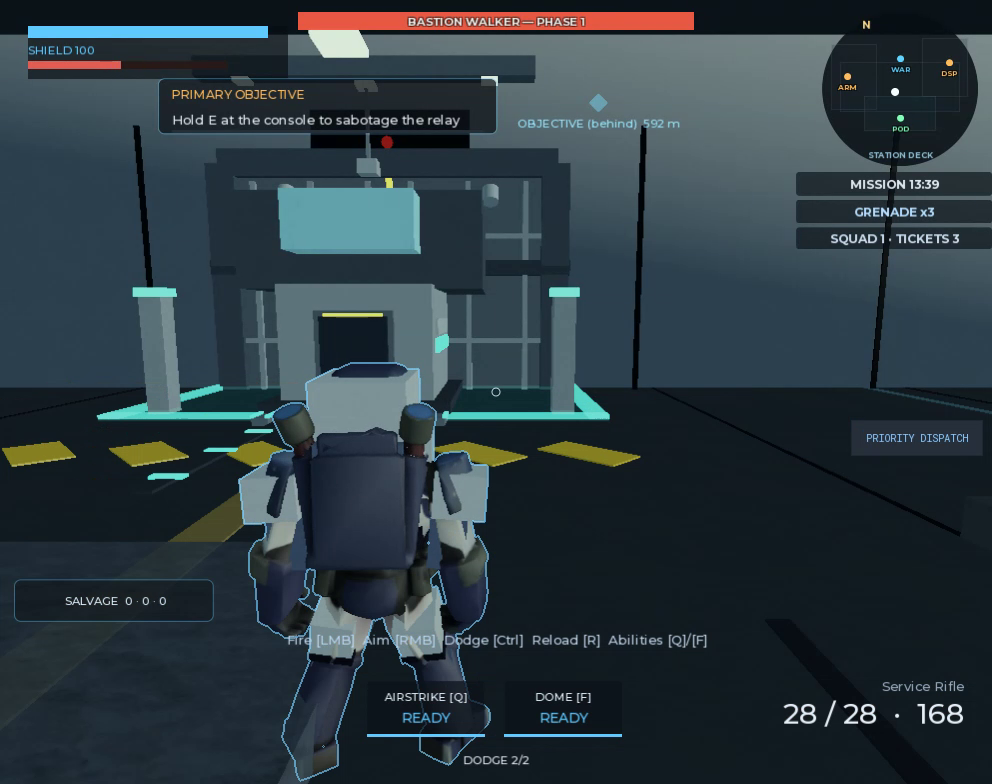 BASTION WALKER — PHASE 1
SHIELD 100
PRIMARY OBJECTIVE
Hold E at the console to sabotage the relay
OBJECTIVE (behind) 592 m
N
WAR
DSP
ARM
POD
STATION DECK
MISSION 13:39
GRENADE x3
SQUAD 1 · TICKETS 3
PRIORITY DISPATCH
SALVAGE 0 · 0 · 0
Fire [LMB] Aim [RMB] Dodge [Ctrl] Reload [R] Abilities [Q]/[F]
AIRSTRIKE [Q]
READY
DOME [F]
READY
DODGE 2/2
Service Rifle
28 / 28 · 168